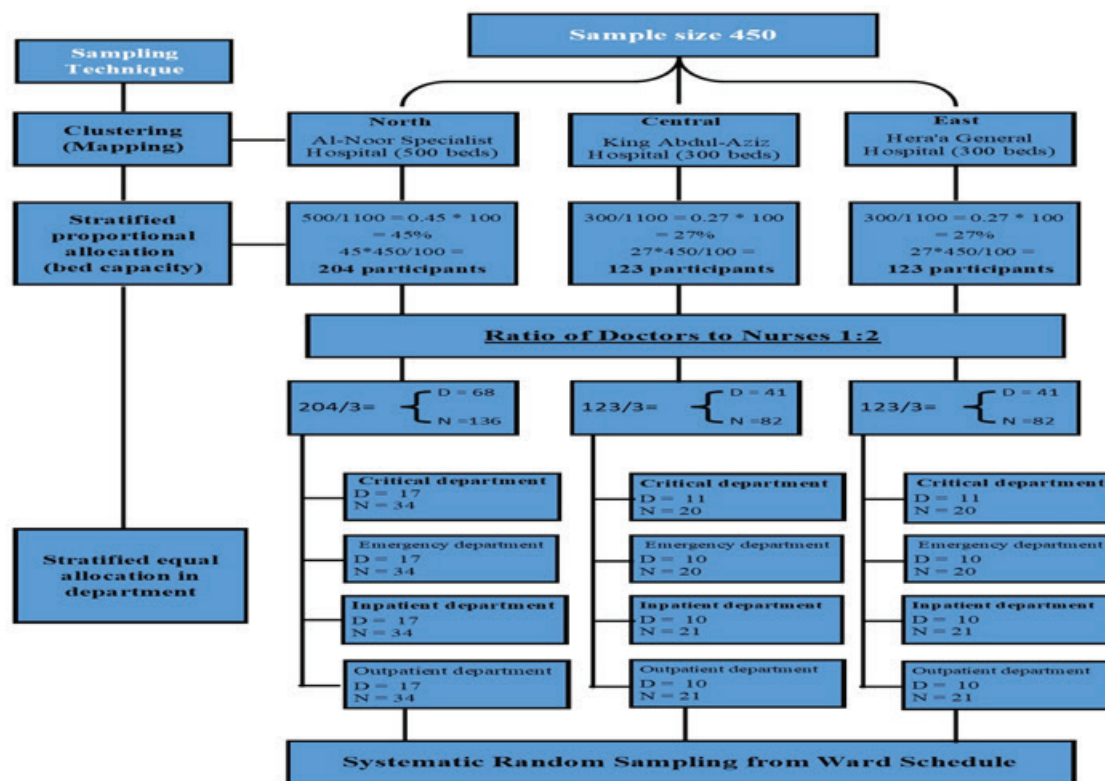 Sample size 450
Sampling
Technique
Clustering
(Mapping)
North
Al-Noor Specialist
Hospital (500 beds)
Central
King Abdul-Aziz
Hospital (300 beds)
East
Hera'a General
Hospital (300 beds)
Stratified
proportional
allocation
(bed capacity)
500/1100 = 0.45 * 100
= 45%
45*450/100 =
204 participants
300/1100 = 0.27 * 100
= 27%
27*450/100 =
123 participants
300/1100 = 0.27 * 100
= 27%
27*450/100 =
123 participants
Ratio of Doctors to Nurses 1:2
204/3=
D = 68
N =136
123/3=
D = 41
N =82
123/3=
D = 41
N =82
Stratified equal
allocation in
department
Critical department
D = 17
N = 34
Emergency department
D = 17
N = 34
Inpatient department
D = 17
N = 34
Outpatient department
D = 17
N = 34
Critical department
D = 11
N = 20
Emergency department
D = 10
N = 20
Inpatient department
D = 10
N = 21
Outpatient department
D = 10
N = 21
Critical department
D = 11
N = 20
Emergency department
D = 10
N = 20
Inpatient department
D = 10
N = 21
Outpatient department
D = 10
N = 21
Systematic Random Sampling from Ward Schedule